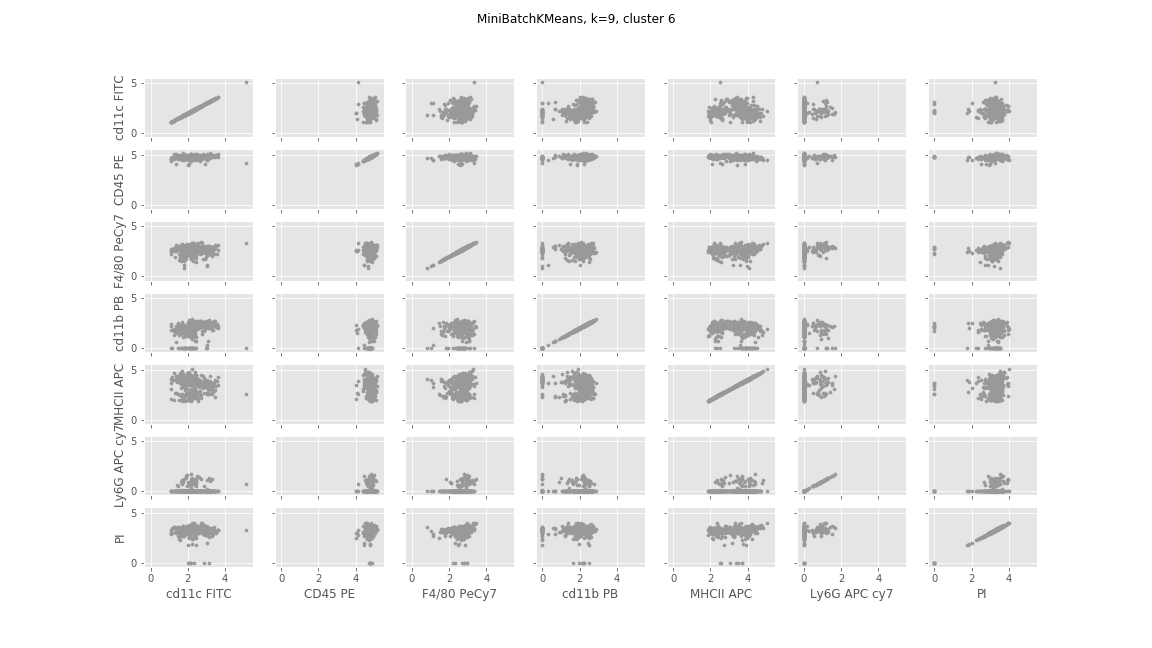 MiniBatchKMeans, k=9, cluster 6
5
0
cd11c FITC
5
0
CD45 PE
5
0
F4/80 PeCy7
5
0
cd11b PB
5
0
MHCII APC
5
0
Ly6G APC cy7
5
0
PI
0 2 4 0 2 4 0 2 4 0 2 4 0 2 4 0 2 4 0 2 4
cd11c FITC CD45 PE F4/80 PeCy7 cd11b PB MHCII APC Ly6G APC cy7 PI